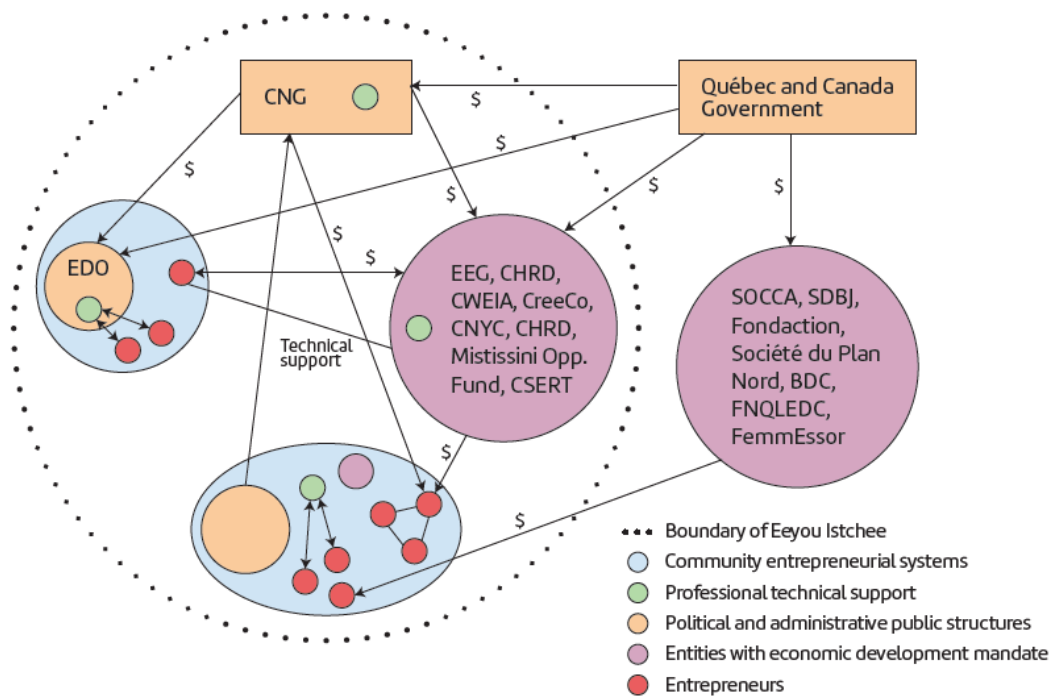 CNG
Québec and Canada
Government
$
$
$
$
$
$
$
$
EDO
EEG, CHRD,
CWEIA, CreeCo,
CNYC, CHRD,
Mistissini Opp.
Fund, CSERT
SOCCA, SDBJ,
Fondaction,
Société du Plan
Nord, BDC,
FNQLEDC,
FemmEssor
Technical
support
$
$
Boundary of Eeyou Istchee
Community entrepreneurial systems
Professional technical support
Political and administrative public structures
Entities with economic development mandate
Entrepreneurs